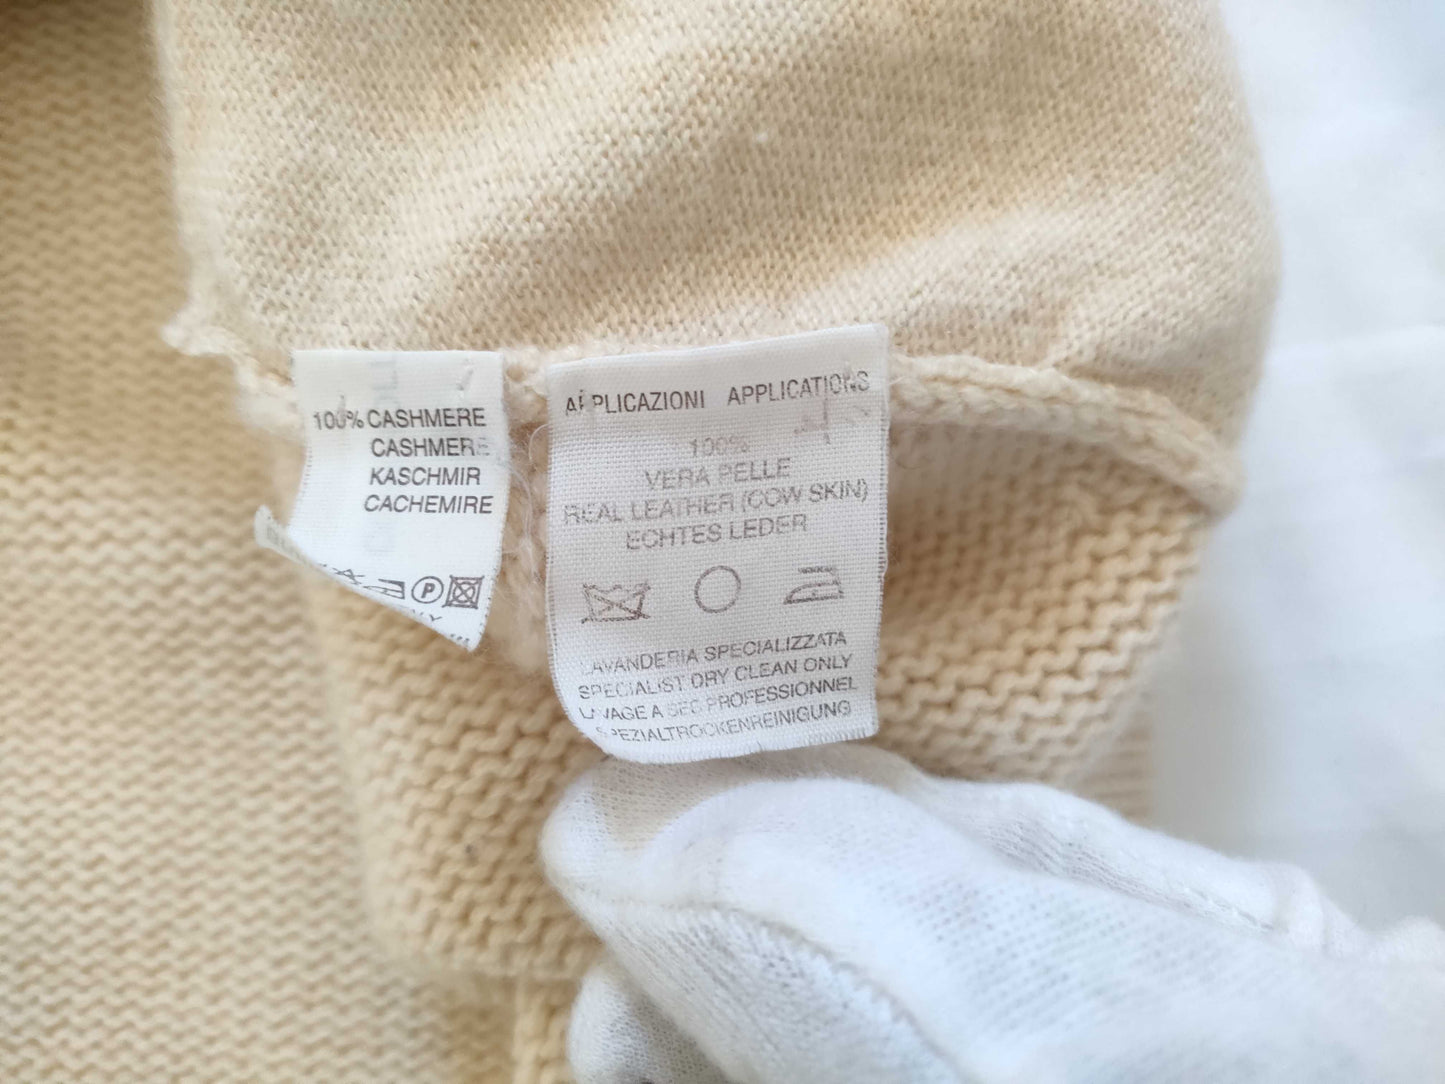 100% CASHMERE
CASHMERE
KASCHMIR
CACHEMIRE
P
APPLICAZIONI APPLICATIONS
100%
VERA PELLE
REAL LEATHER (COW SKIN)
ECHTES LEDER
LAVANDERIA SPECIALIZZATA
SPECIALIST DRY CLEAN ONLY
LAVAGE A SEC PROFESSIONNEL
SPEZIALTROCKENREINIGUNG